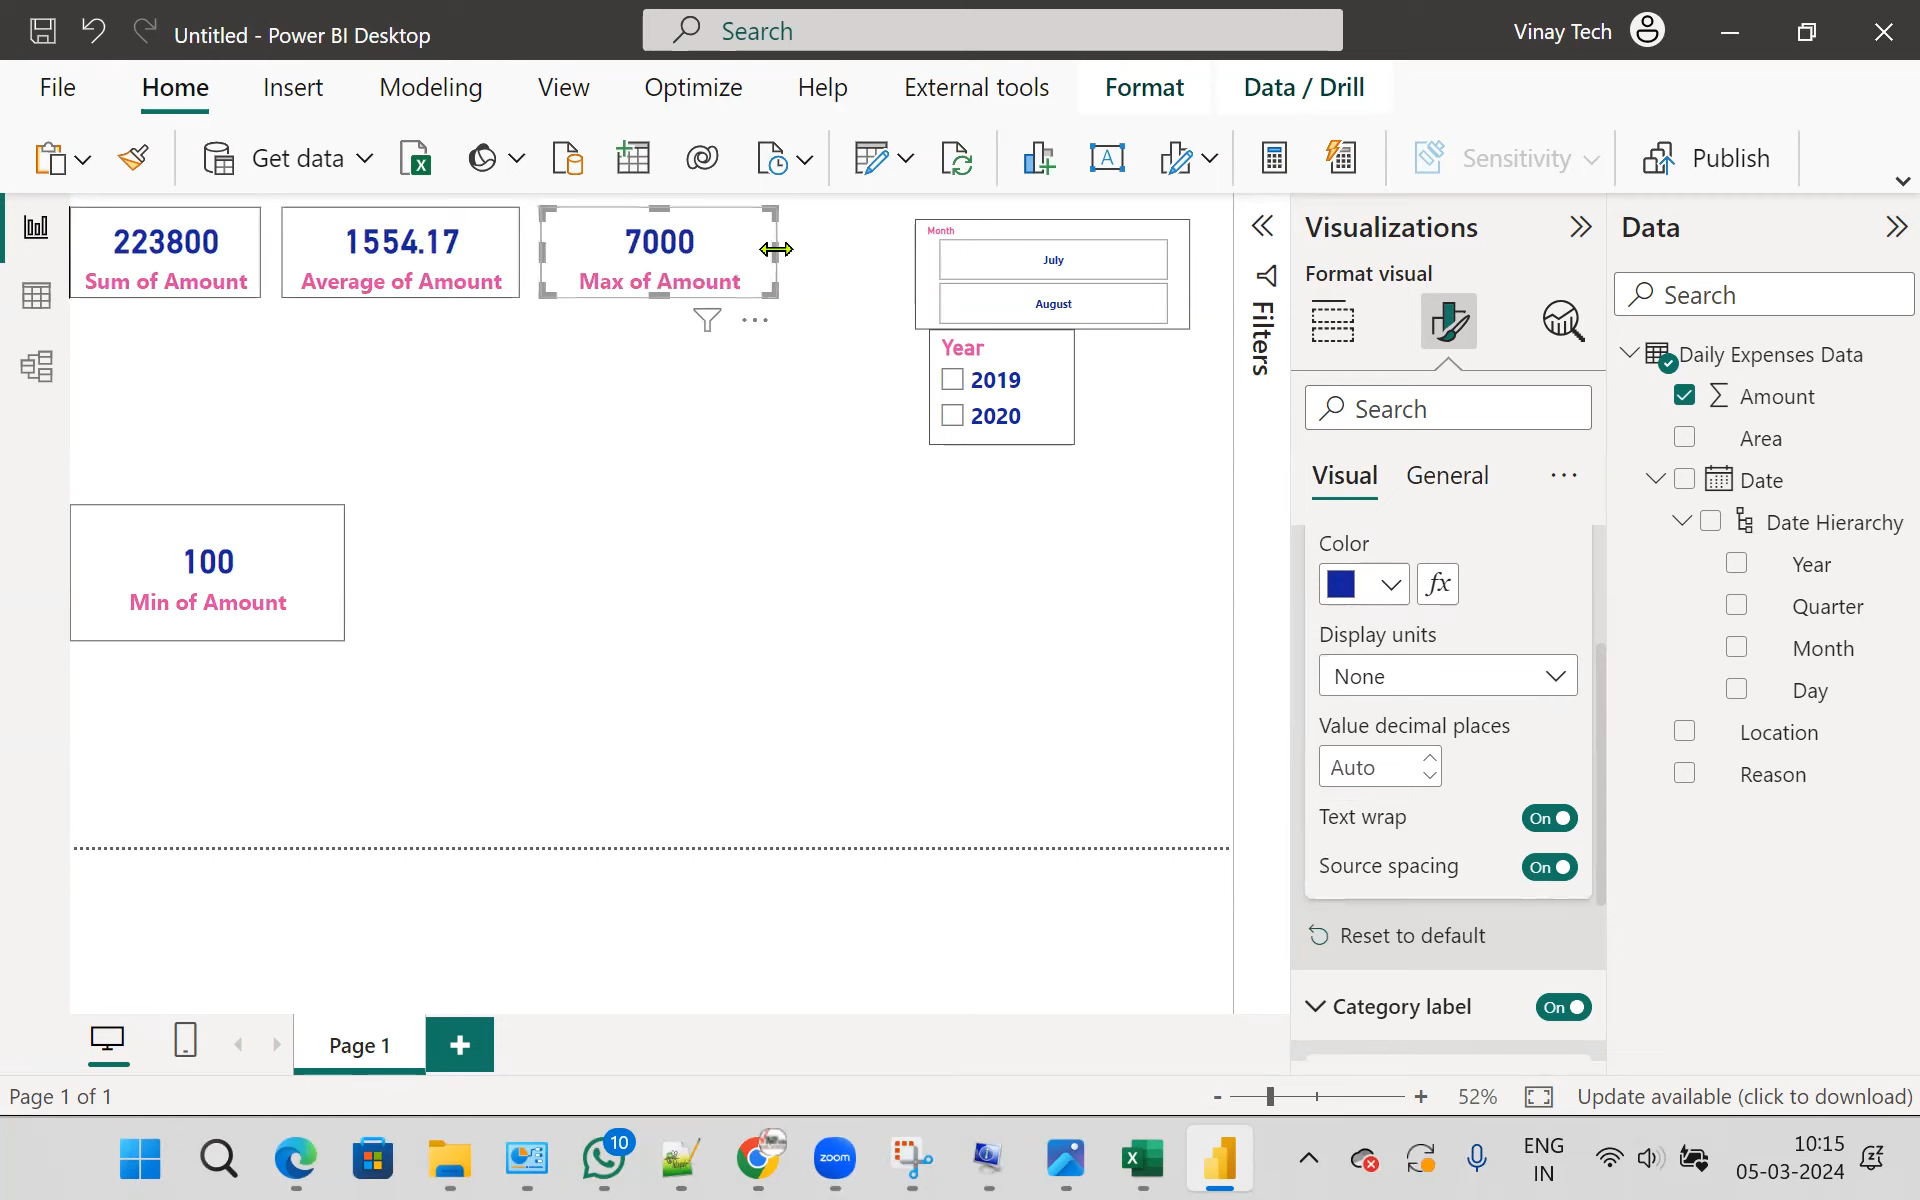 Untitled - Power BI Desktop
Search
Vinay Tech
File
Home
Insert
Modeling
View
Optimize
Help
External tools
Format
Data / Drill
Get data
Sensitivity
Publish
223800
Sum of Amount
1554.17
Average of Amount
7000
Max of Amount
Month
July
August
Year
2019
2020
100
Min of Amount
Filters
Visualizations
Format visual
Search
Visual
General
Color
fx
Display units
None
Value decimal places
Auto
Text wrap
On
Source spacing
On
Reset to default
Category label
On
Data
Search
Daily Expenses Data
Amount
Area
Date
Date Hierarchy
Year
Quarter
Month
Day
Location
Reason
Page 1
Page 1 of 1
52%
Update available (click to download)
10
zoom
ENG
IN
10:15
05-03-2024